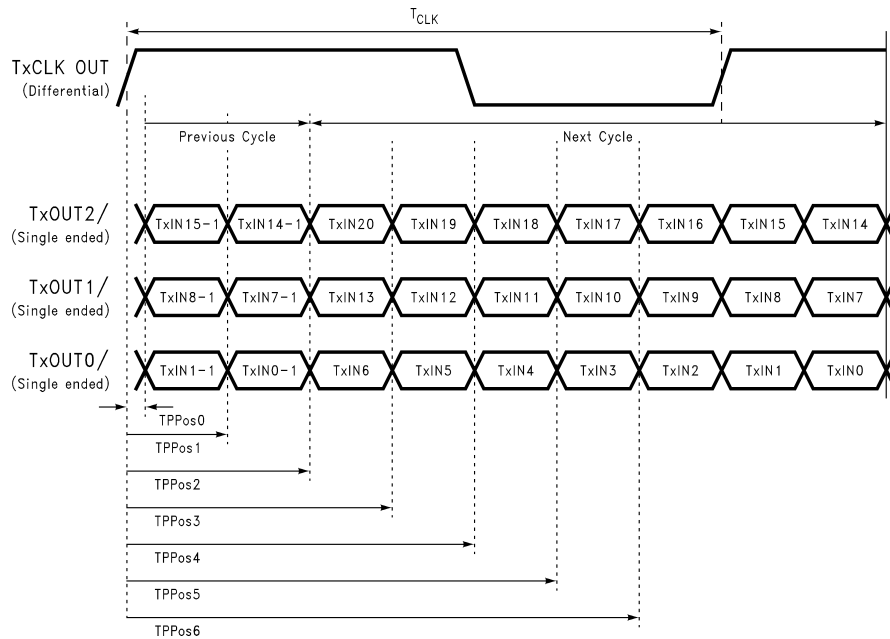 T CLK
TxCLK OUT
(Differential)
Previous Cycle
Next Cycle
TxOUT2/
(Single ended)
TxIN15-1 TxIN14-1 TxIN20 TxIN19 TxIN18 TxIN17 TxIN16 TxIN15 TxIN14
TxOUT1/
(Single ended)
TxIN8-1 TxIN7-1 TxIN13 TxIN12 TxIN11 TxIN10 TxIN9 TxIN8 TxIN7
TxOUT0/
(Single ended)
TxIN1-1 TxIN0-1 TxIN6 TxIN5 TxIN4 TxIN3 TxIN2 TxIN1 TxIN0
TPPos0
TPPos1
TPPos2
TPPos3
TPPos4
TPPos5
TPPos6